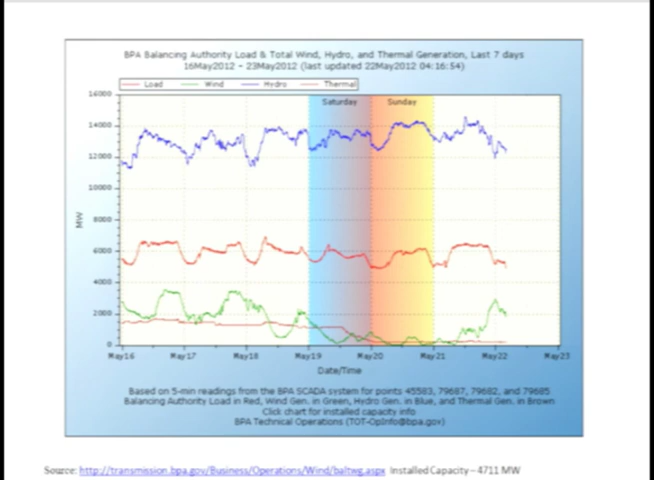 BPA Balancing Authority Load & Total Wind, Hydro, and Thermal Generation, Last 7 days
16May2012 - 23May2012 (last updated 22May2012 04:16:54)
Load Wind Hydro Thermal
Saturday Sunday
16000
14000
12000
10000
8000
6000
4000
2000
0
MW
May16 May17 May18 May19 May20 May21 May22 May23
Date/Time
Based on 5-min readings from the BPA SCADA system for points 45583, 79687, 79682, and 79685
Balancing Authority Load in Red, Wind Gen. in Green, Hydro Gen. in Blue, and Thermal Gen. in Brown
Click chart for installed capacity info
BPA Technical Operations (TOT-OpInfo@bpa.gov)
Source: http://transmission.bpa.gov/Business/Operations/Wind/baltwg.aspx Installed Capacity – 4711 MW